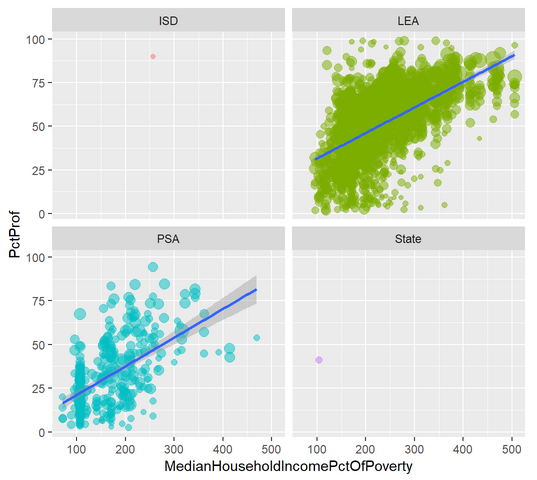 ISD LEA
100
75
50
25
0
PctProf
PSA State
100
75
50
25
0
100 200 300 400 500 100 200 300 400 500
MedianHouseholdIncomePctOfPoverty